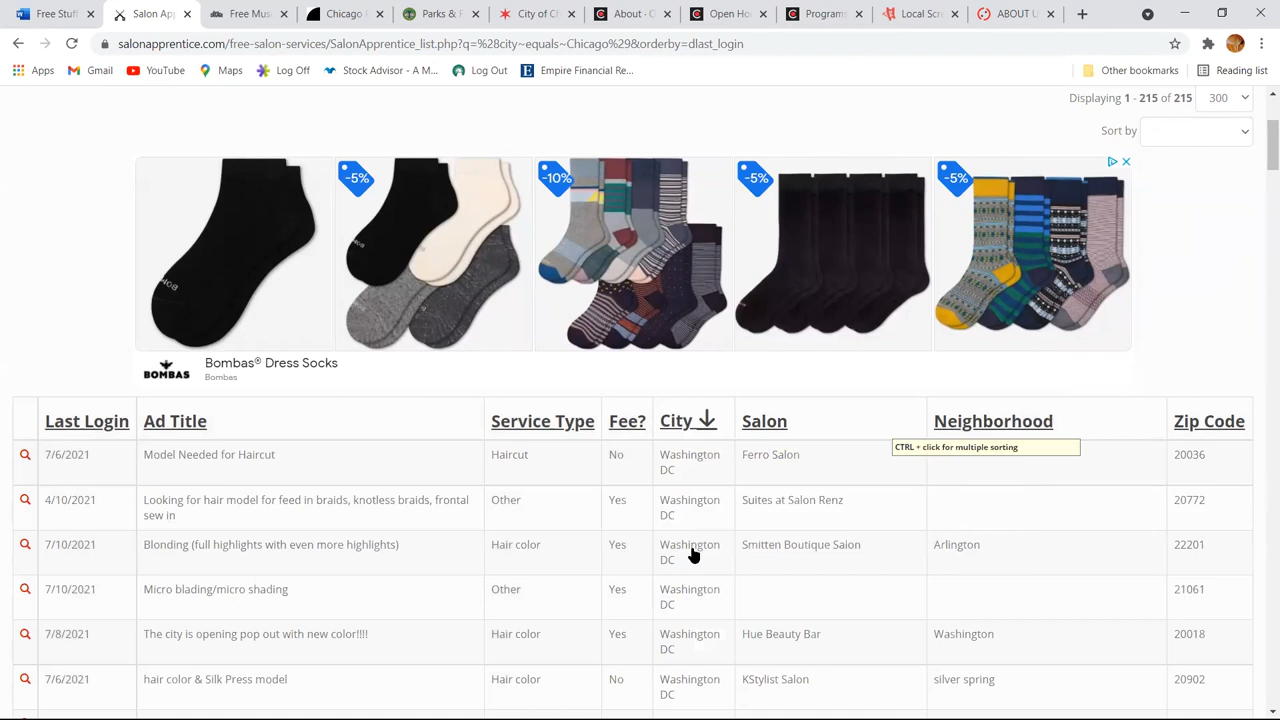 Free Stuff
Salon App
Free Mus
Chicago
Parks & F
City of C
About - C
Open Ho
Programs
Local Scre
ABOUT U
salonapprentice.com/free-salon-services/SalonApprentice_list.php?q=%28city~equals~Chicago%29&orderby=dlast_login
Apps Gmail YouTube Maps Log Off Stock Advisor - A M... Log Out Empire Financial Re... Other bookmarks Reading list
Displaying 1 - 215 of 215 300
Sort by
-5% -10% -5% -5%
Bombas® Dress Socks
BOMBAS Bombas
Last Login Ad Title Service Type Fee? City Salon Neighborhood Zip Code
CTRL + click for multiple sorting
7/6/2021 Model Needed for Haircut Haircut No Washington Ferro Salon 20036
DC
4/10/2021 Looking for hair model for feed in braids, knotless braids, frontal Other Yes Washington Suites at Salon Renz 20772
sew in DC
7/10/2021 Blonding (full highlights with even more highlights) Hair color Yes Washington Smitten Boutique Salon Arlington 22201
DC
7/10/2021 Micro blading/micro shading Other Yes Washington 21061
DC
7/8/2021 The city is opening pop out with new color!!!! Hair color Yes Washington Hue Beauty Bar Washington 20018
DC
7/6/2021 hair color & Silk Press model Hair color No Washington KStylist Salon silver spring 20902
DC